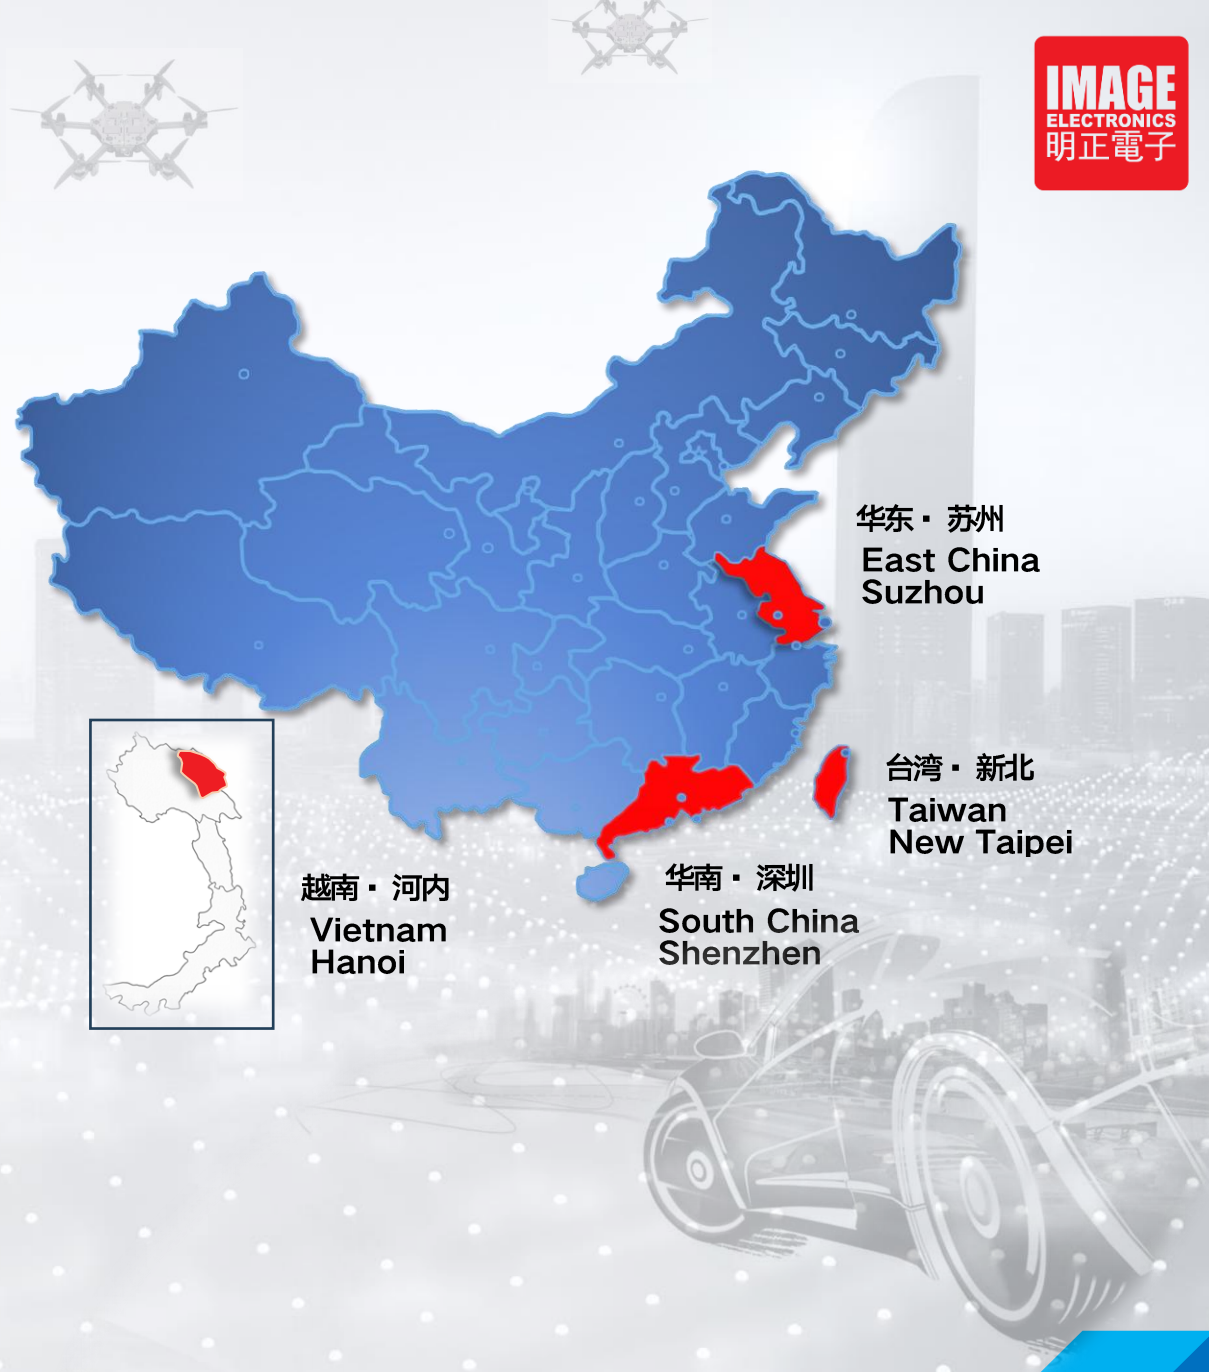 IMAGE
ELECTRONICS
明正電子
华东· 苏州
East China
Suzhou
台湾· 新北
Taiwan
New Taipei
华南· 深圳
South China
Shenzhen
越南· 河内
Vietnam
Hanoi